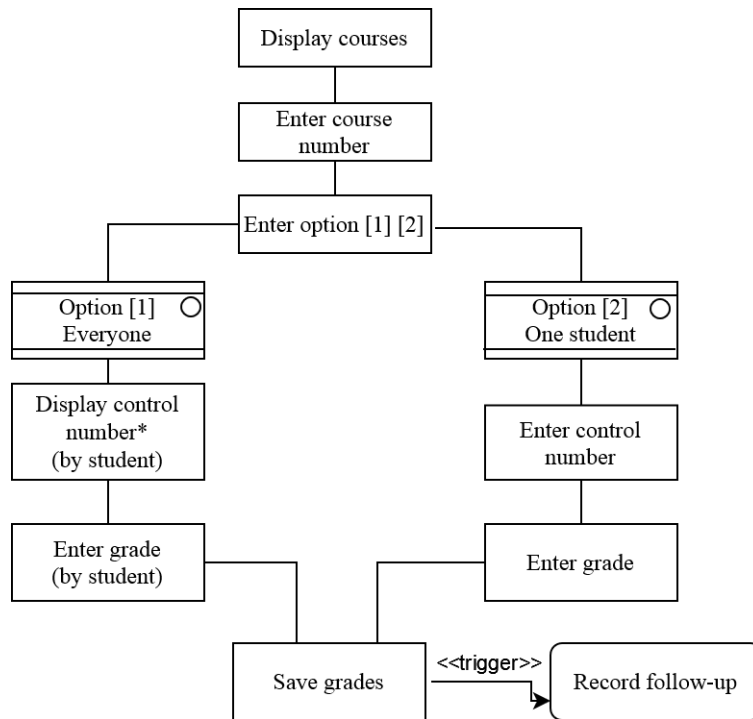 Display courses
Enter course
number
Enter option [1] [2]
Option [1]
Everyone
Option [2]
One student
Display control
number*
(by student)
Enter control
number
Enter grade
(by student)
Enter grade
Save grades
<<trigger>>
Record follow-up